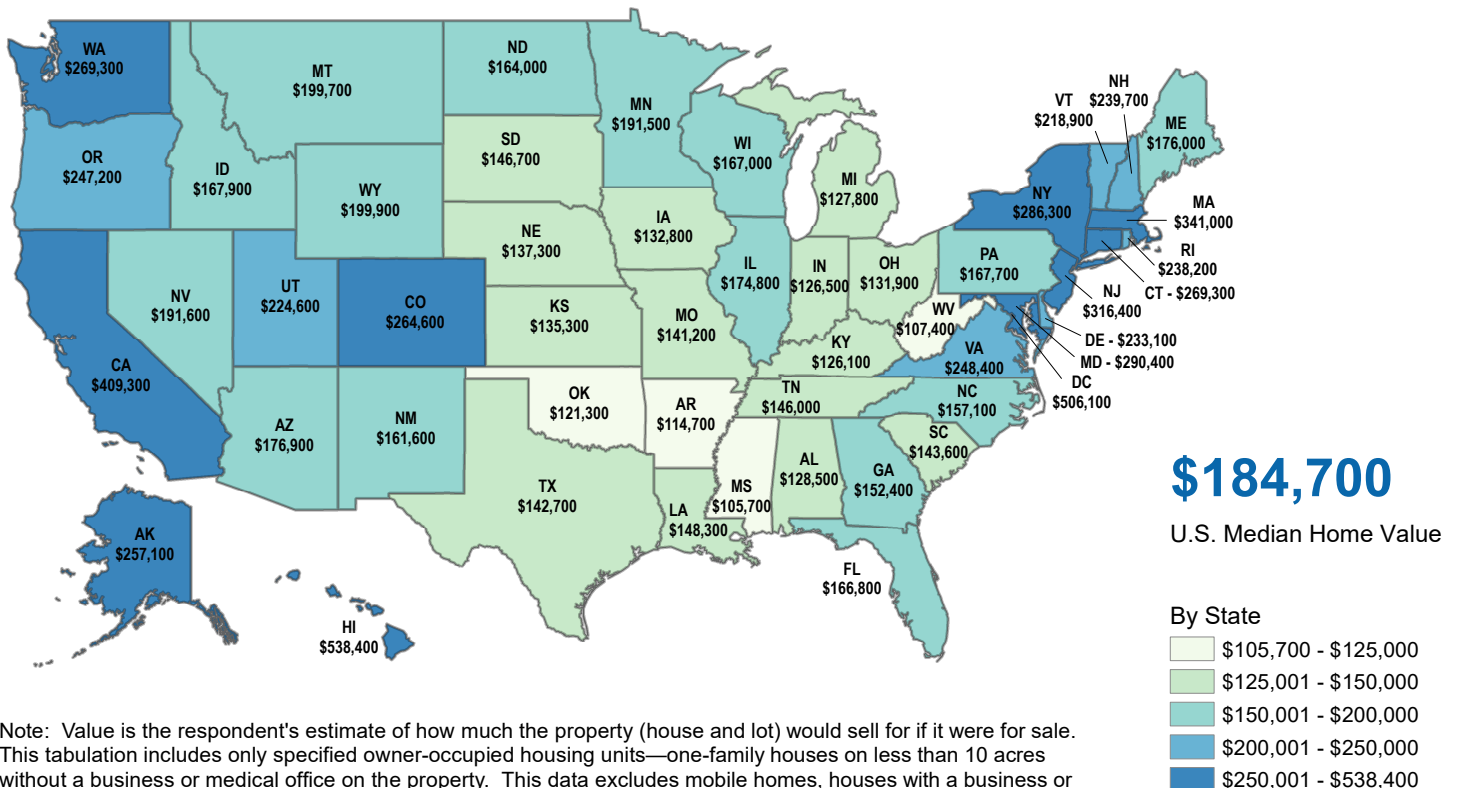 WA
$269,300
MT
$199,700
ND
$164,000
MN
$191,500
OR
$247,200
ID
$167,900
WY
$199,900
SD
$146,700
WI
$167,000
MI
$127,800
VT
$218,900
NH
$239,700
ME
$176,000
NY
$286,300
MA
$341,000
RI
$238,200
CT - $269,300
NJ
$316,400
DE - $233,100
MD - $290,400
DC
$506,100
PA
$167,700
NE
$137,300
IA
$132,800
IL
$174,800
IN
$126,500
OH
$131,900
WV
$107,400
VA
$248,400
NV
$191,600
UT
$224,600
CO
$264,600
KS
$135,300
MO
$141,200
KY
$126,100
CA
$409,300
AZ
$176,900
NM
$161,600
OK
$121,300
AR
$114,700
TN
$146,000
NC
$157,100
SC
$143,600
TX
$142,700
LA
$148,300
MS
$105,700
AL
$128,500
GA
$152,400
FL
$166,800
AK
$257,100
HI
$538,400
$184,700
U.S. Median Home Value
By State
$105,700 - $125,000
$125,001 - $150,000
$150,001 - $200,000
$200,001 - $250,000
$250,001 - $538,400
Note: Value is the respondent's estimate of how much the property (house and lot) would sell for if it were for sale.
This tabulation includes only specified owner-occupied housing units—one-family houses on less than 10 acres
without a business or medical office on the property. This data excludes mobile homes, houses with a business or